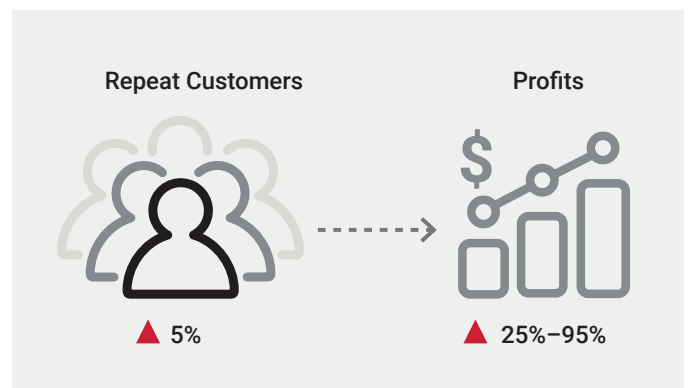 Repeat Customers
Profits
$
▲ 5%
▲ 25%–95%